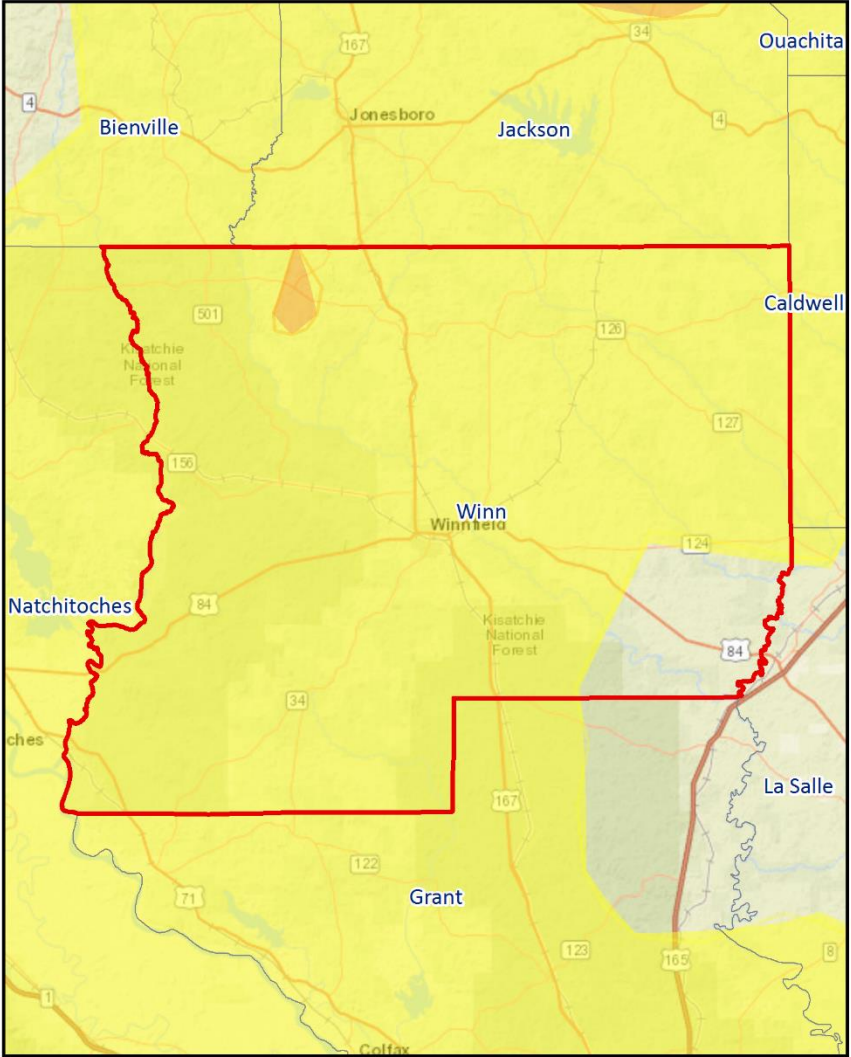 34
Ouachita
167
4
Jonesboro
Bienville
Jackson
4
Caldwell
501
126
Kisatchie
National
Forest
127
156
Winn
Winnfield
124
Natchitoches
84
Kisatchie
National
Forest
84
34
ches
La Salle
167
122
Grant
71
123
8
165
1
Colfax